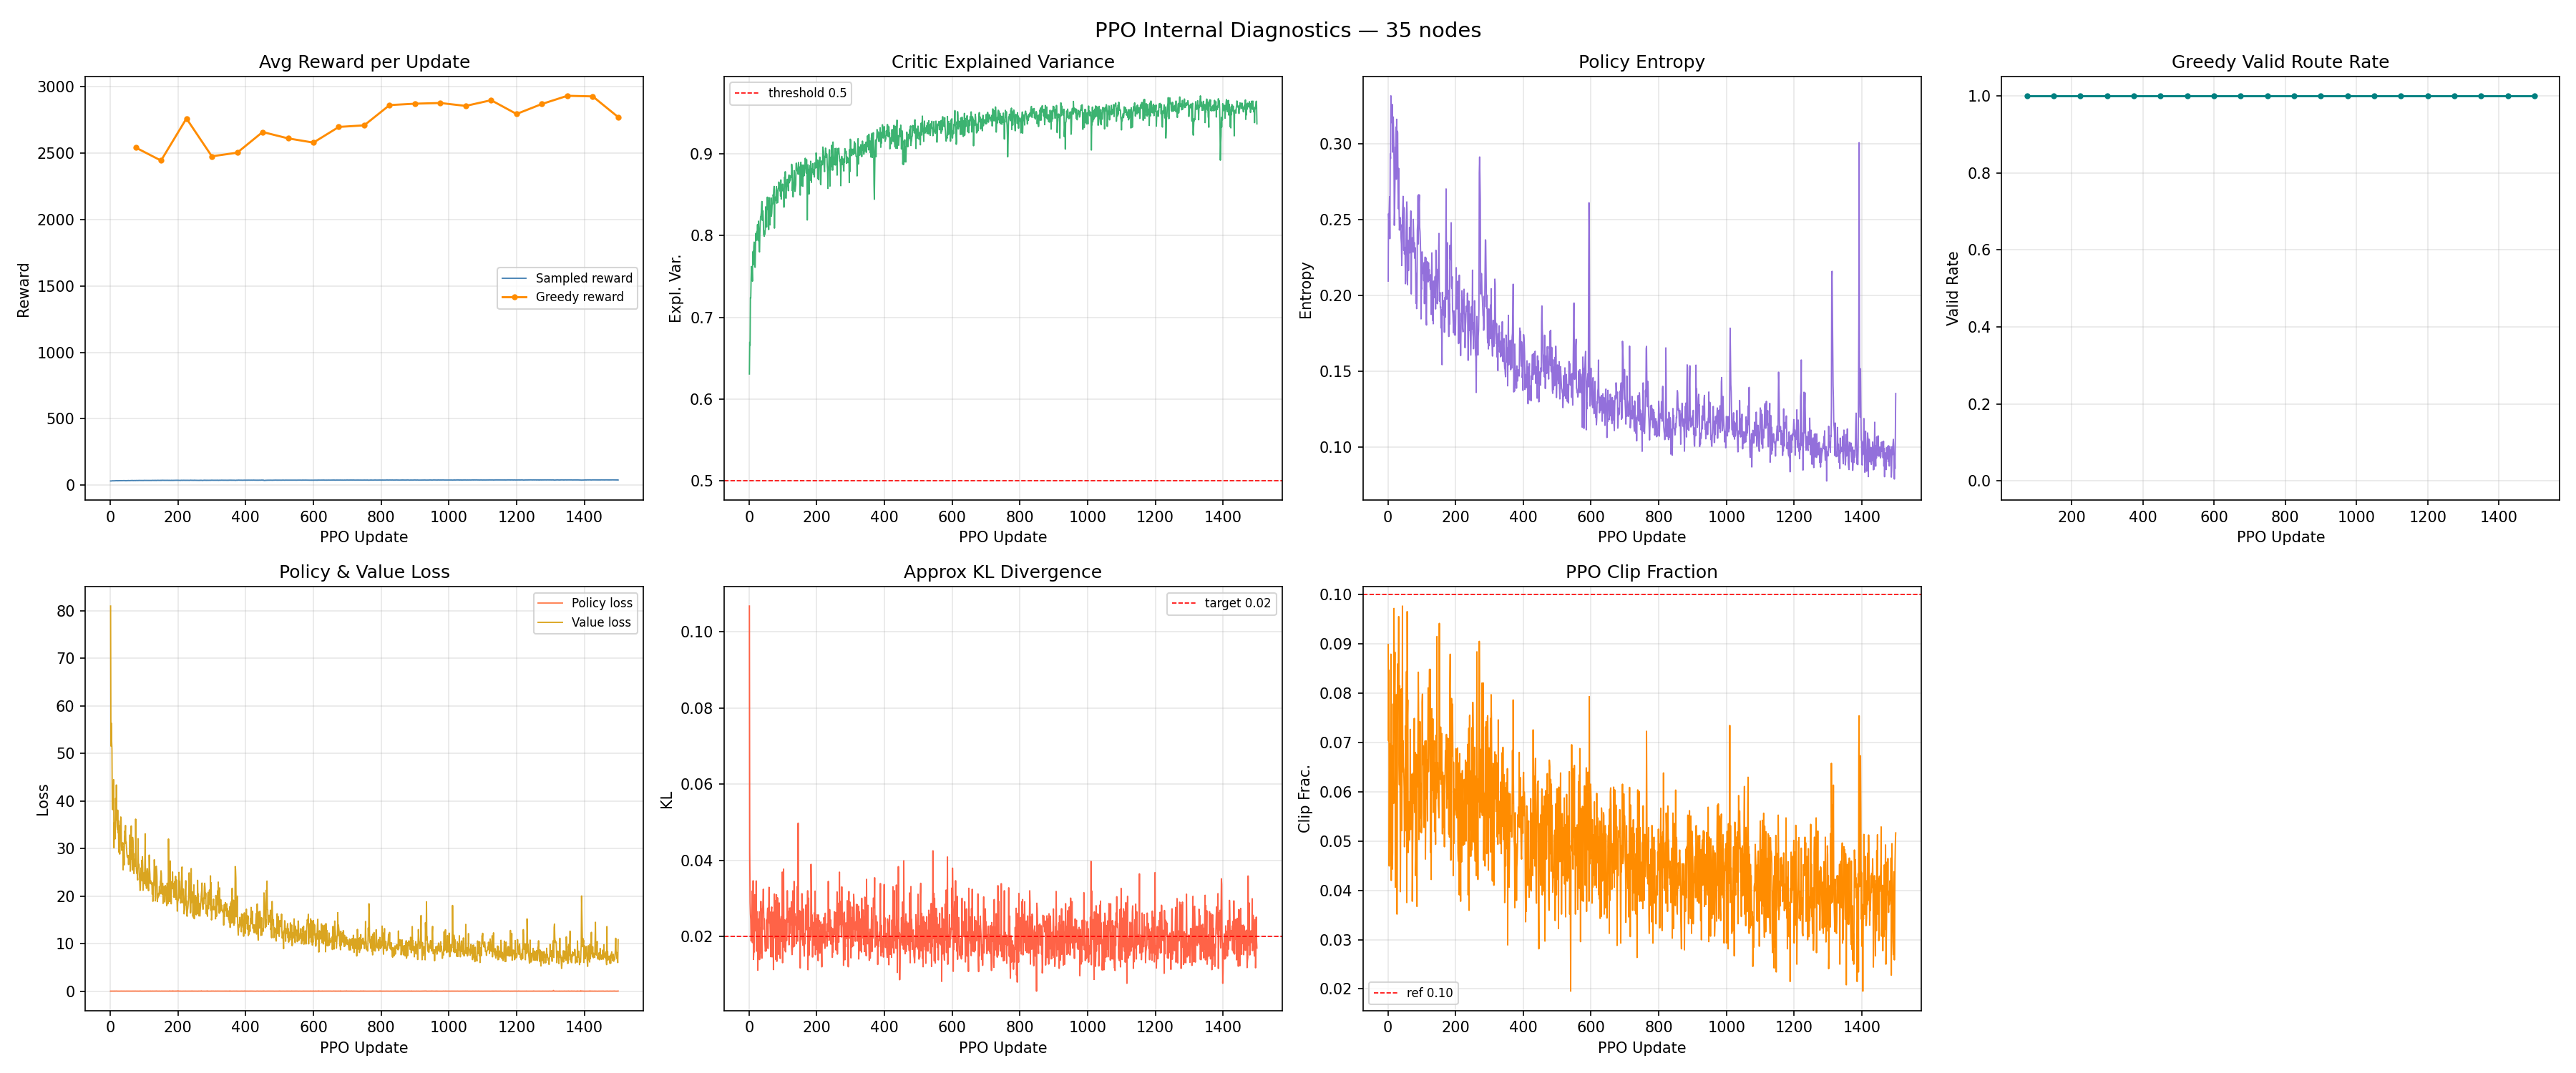 PPO Internal Diagnostics — 35 nodes
Avg Reward per Update
Reward
3000
2500
2000
1500
1000
500
0
Sampled reward
Greedy reward
0 200 400 600 800 1000 1200 1400
PPO Update
Critic Explained Variance
Expl. Var.
threshold 0.5
0.9
0.8
0.7
0.6
0.5
0 200 400 600 800 1000 1200 1400
PPO Update
Policy Entropy
Entropy
0.30
0.25
0.20
0.15
0.10
0 200 400 600 800 1000 1200 1400
PPO Update
Greedy Valid Route Rate
Valid Rate
1.0
0.8
0.6
0.4
0.2
0.0
200 400 600 800 1000 1200 1400
PPO Update
Policy & Value Loss
Loss
80
70
60
50
40
30
20
10
0
Policy loss
Value loss
0 200 400 600 800 1000 1200 1400
PPO Update
Approx KL Divergence
KL
target 0.02
0.10
0.08
0.06
0.04
0.02
0 200 400 600 800 1000 1200 1400
PPO Update
PPO Clip Fraction
Clip Frac.
0.10
0.09
0.08
0.07
0.06
0.05
0.04
0.03
0.02
ref 0.10
0 200 400 600 800 1000 1200 1400
PPO Update